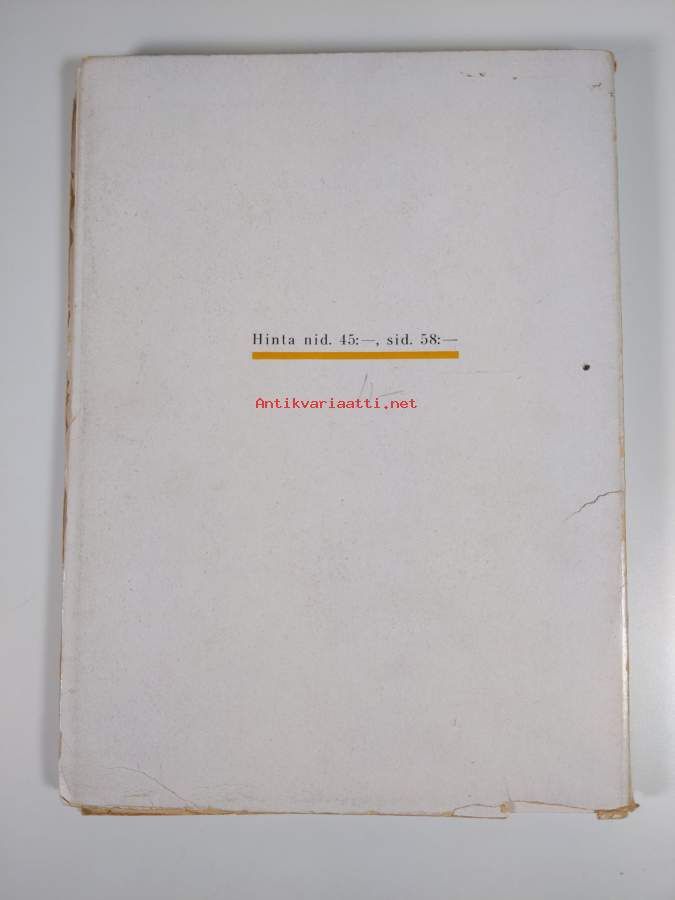 Hinta nid. 45:—, sid. 58:—
Antikvariaatti.net